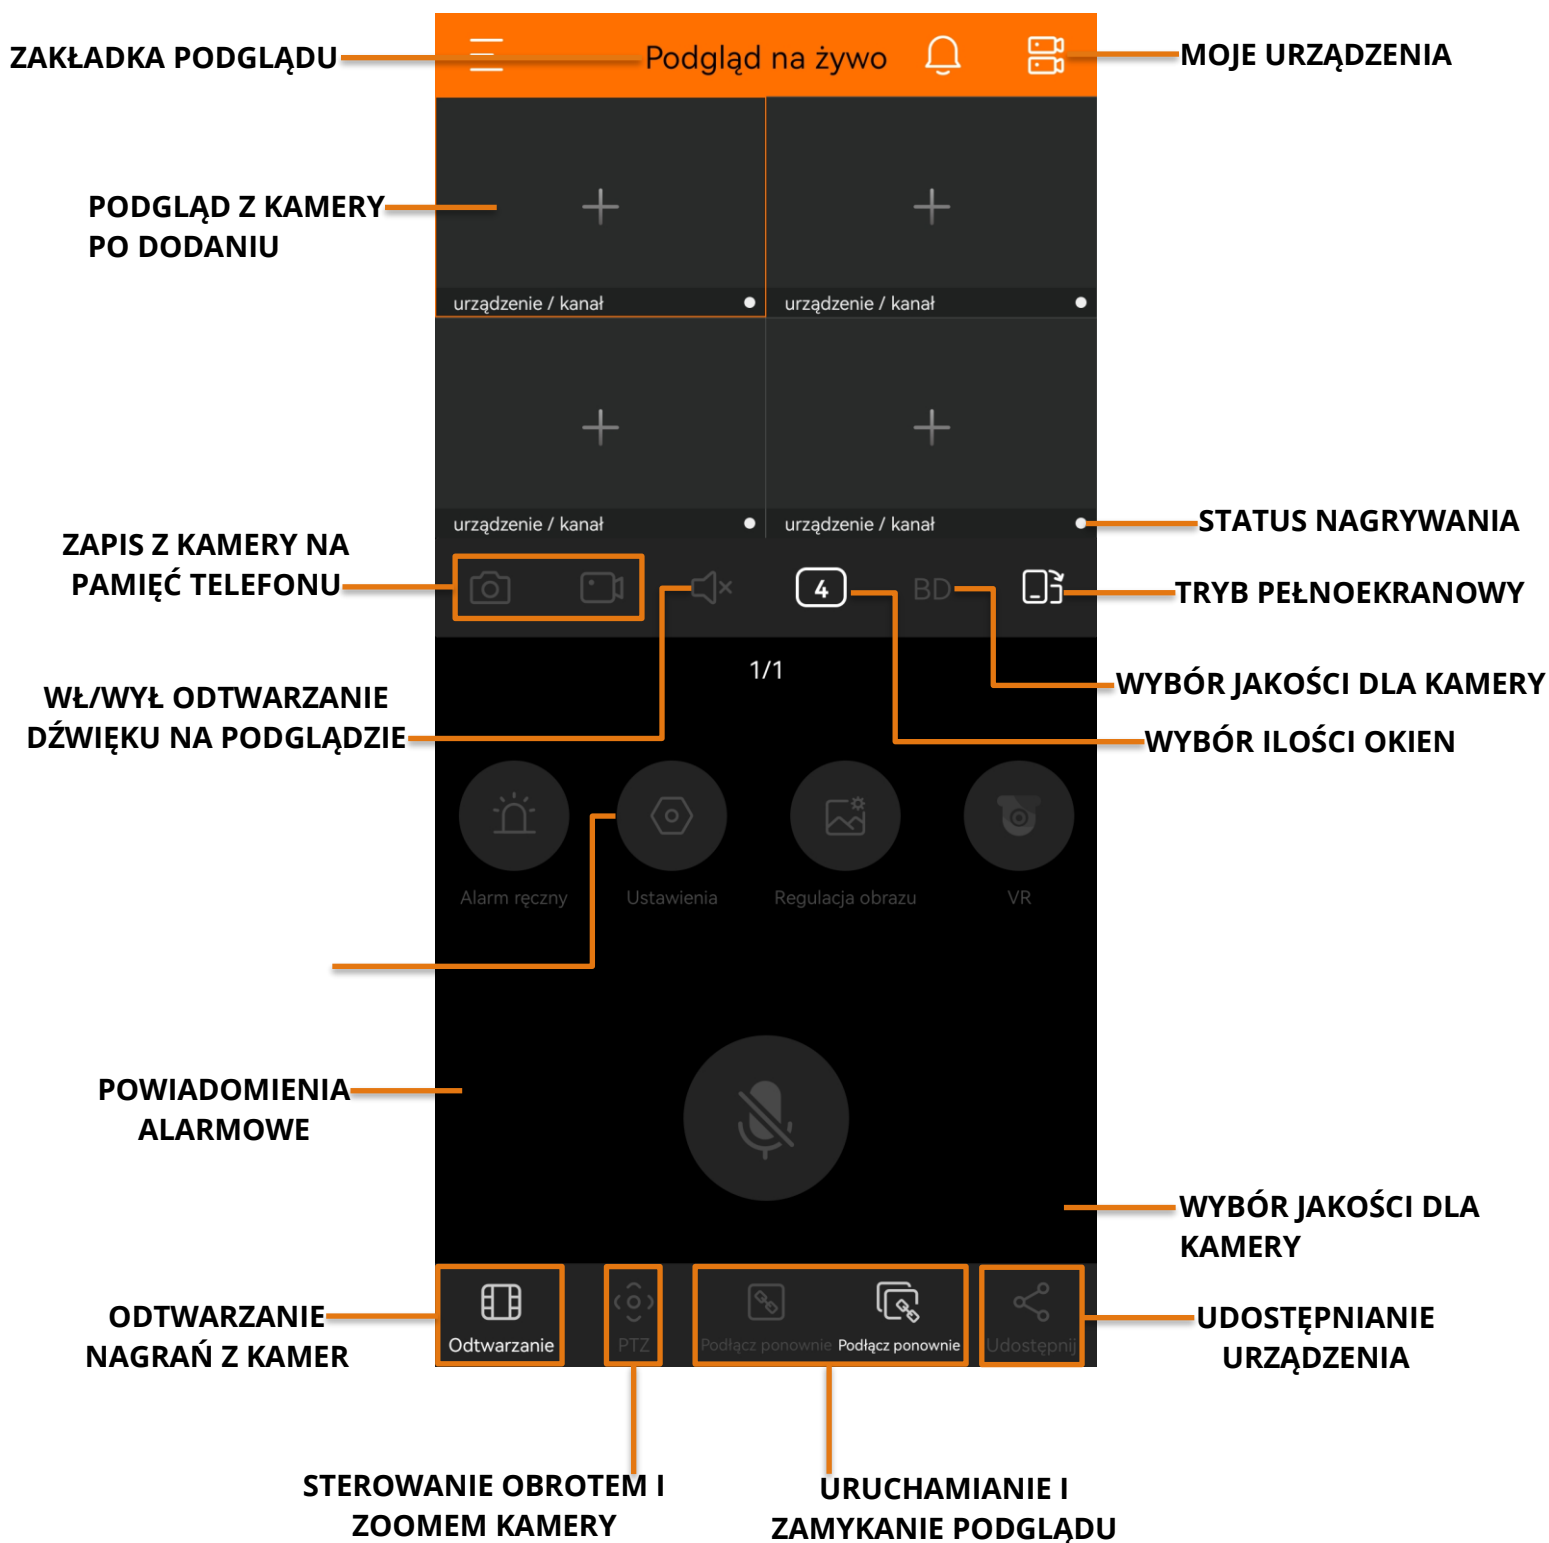 ZAKŁADKA PODGLĄDU
Podgląd na żywo
MOJE URZĄDZENIA
PODGLĄD Z KAMERY
PO DODANIU
urządzenie / kanał
urządzenie / kanał
urządzenie / kanał
urządzenie / kanał
STATUS NAGRYWANIA
ZAPIS Z KAMERY NA
PAMIĘĆ TELEFONU
4
BD
TRYB PEŁNOEKRANOWY
1/1
WYBÓR JAKOŚCI DLA KAMERY
WŁ/WYŁ ODTWARZANIE
DŹWIĘKU NA PODGLĄDZIE
WYBÓR ILOŚCI OKIEN
Alarm ręczny
Ustawienia
Regulacja obrazu
VR
POWIADOMIENIA
ALARMOWE
WYBÓR JAKOŚCI DLA
KAMERY
ODTWARZANIE
NAGRAŃ Z KAMER
Odtwarzanie
PTZ
Podłącz ponownie
Podłącz ponownie
Udostępnij
UDOSTĘPNIANIE
URZĄDZENIA
STEROWANIE OBROTEM I
ZOOMEM KAMERY
URUCHAMIANIE I
ZAMYKANIE PODGLĄDU